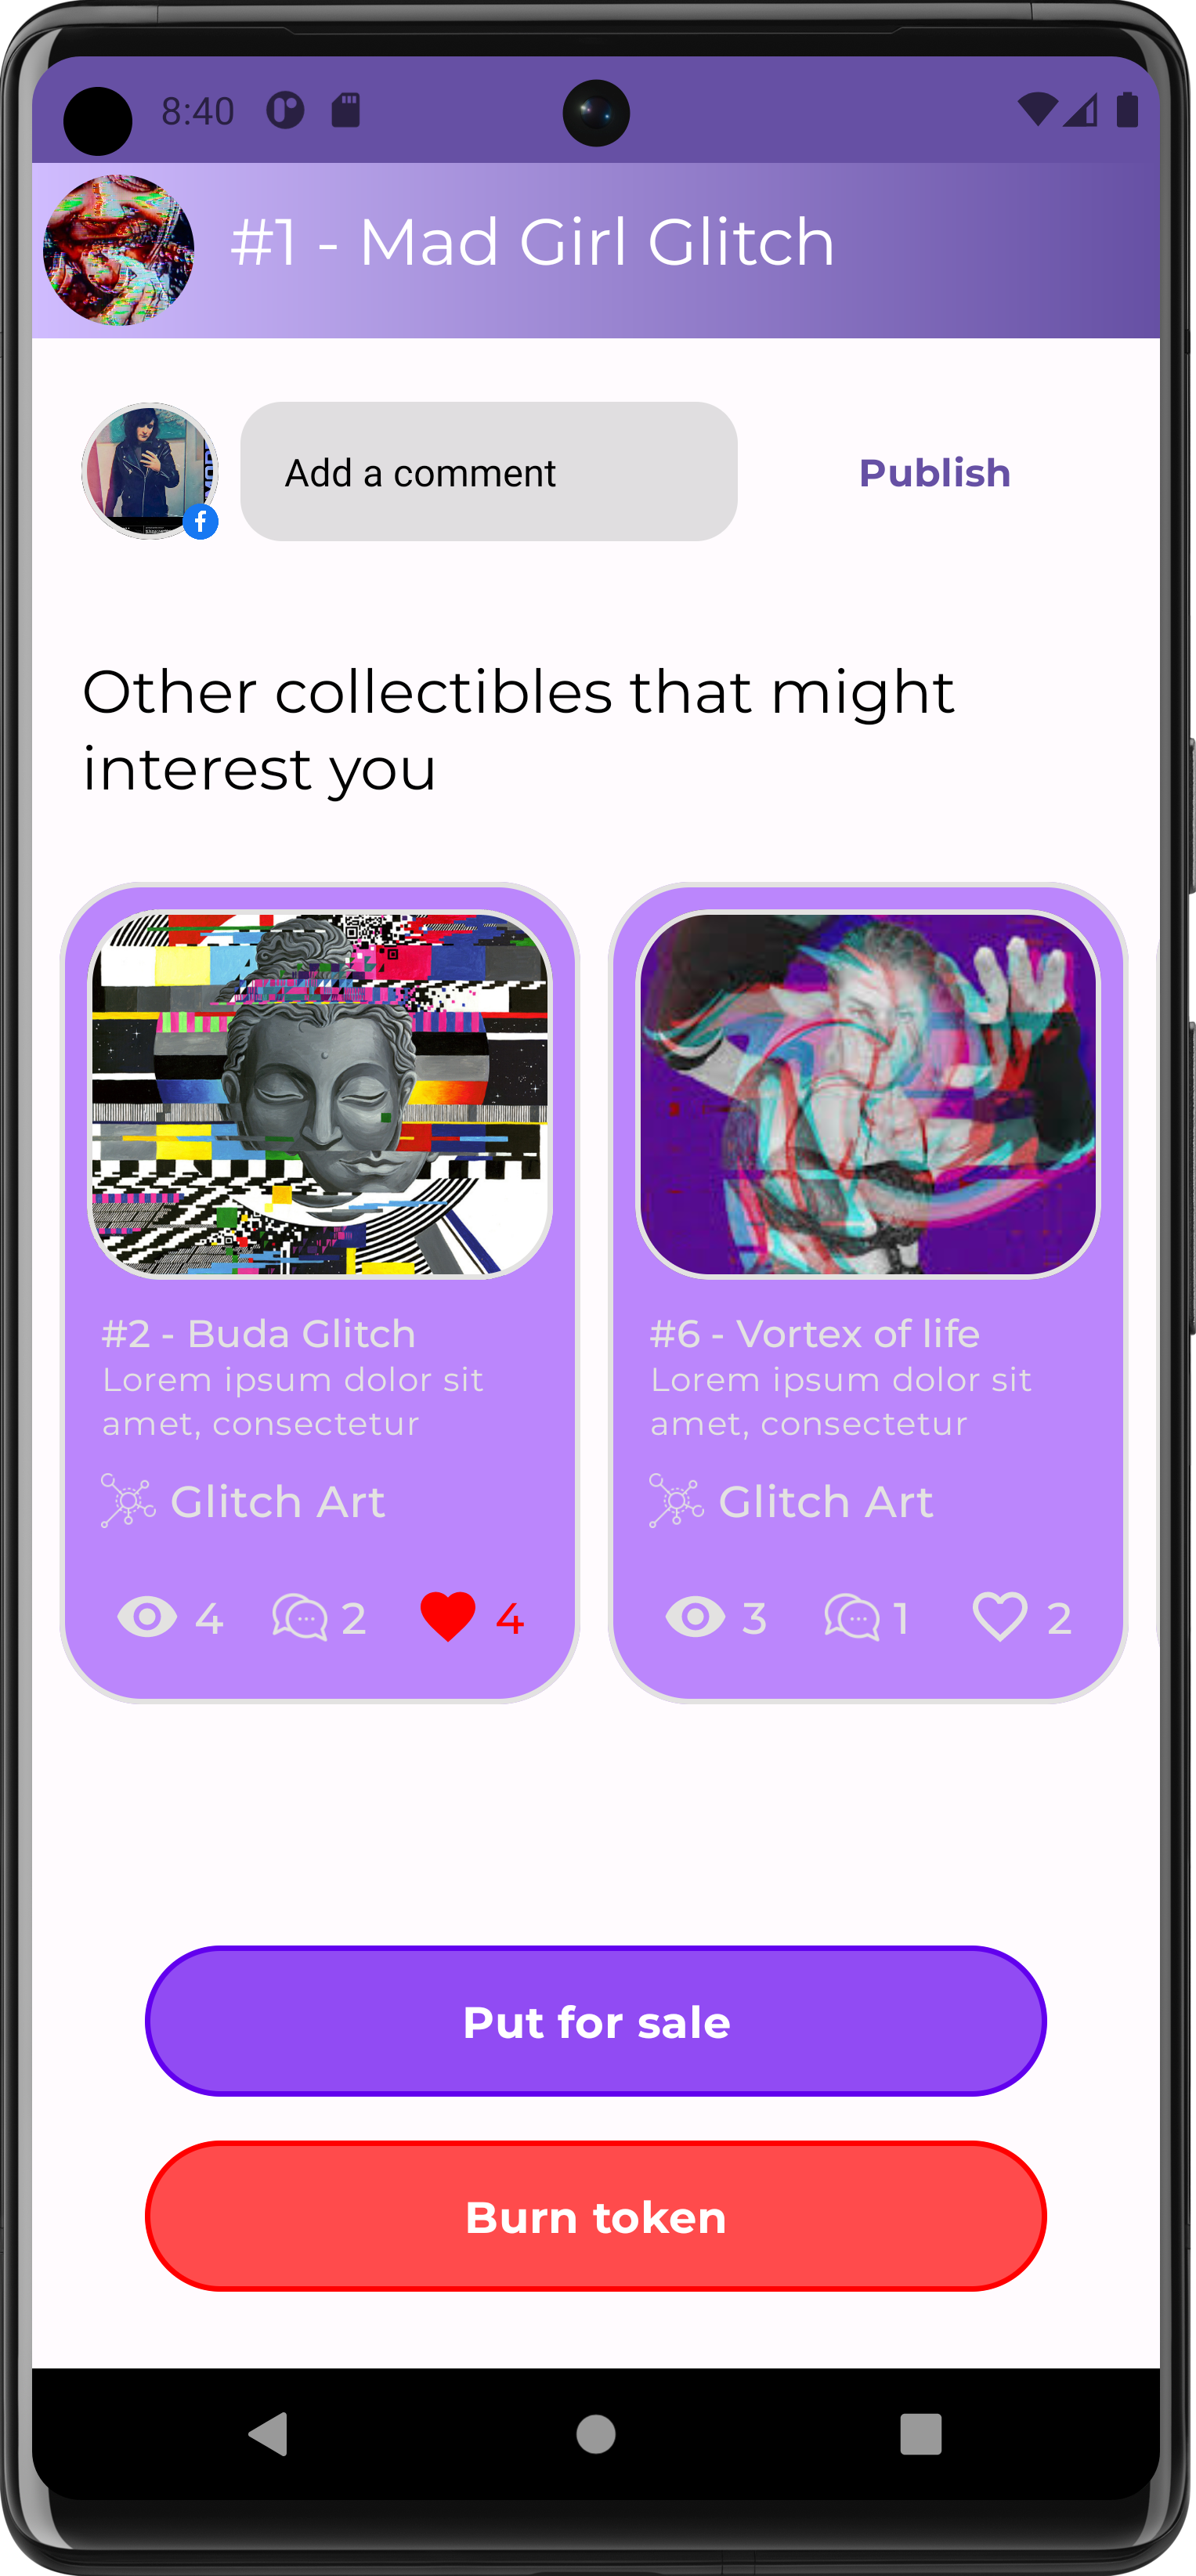 8:40
#1 - Mad Girl Glitch
Add a comment
Publish
Other collectibles that might
interest you
#2 - Buda Glitch
Lorem ipsum dolor sit
amet, consectetur
Glitch Art
4 2 4
#6 - Vortex of life
Lorem ipsum dolor sit
amet, consectetur
Glitch Art
3 1 2
Put for sale
Burn token